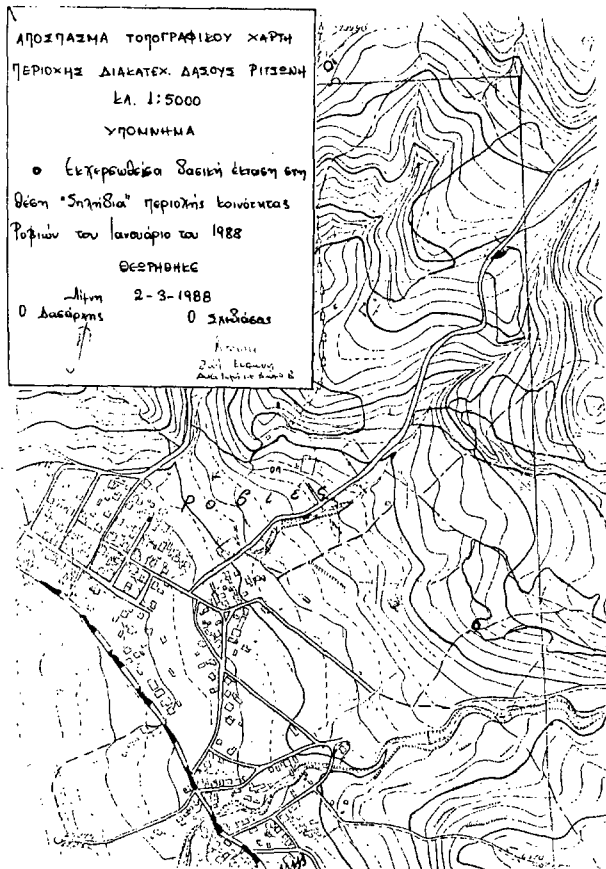 ΑΠΟΣΠΑΣΜΑ ΤΟΠΟΓΡΑΦΙΚΟΥ ΧΑΡΤΗ
ΠΕΡΙΟΧΗΣ ΔΙΑΚΑΤΕΧ. ΔΑΣΟΥΣ ΡΙΤΣΩΝΗ
ΚΛ. 1:5000
ΥΠΟΜΝΗΜΑ
Εκχερσωθείσα δασική έκταση στη
θέση "Σπηλίδια" περιοχής κοινότητας
Ροβιών τον Ιανουάριο του 1988
ΘΕΩΡΗΘΗΚΕ
Λίμνη 2-3-1988
Ο Δασάρχης Ο Σχεδιάσας
Ροβιές